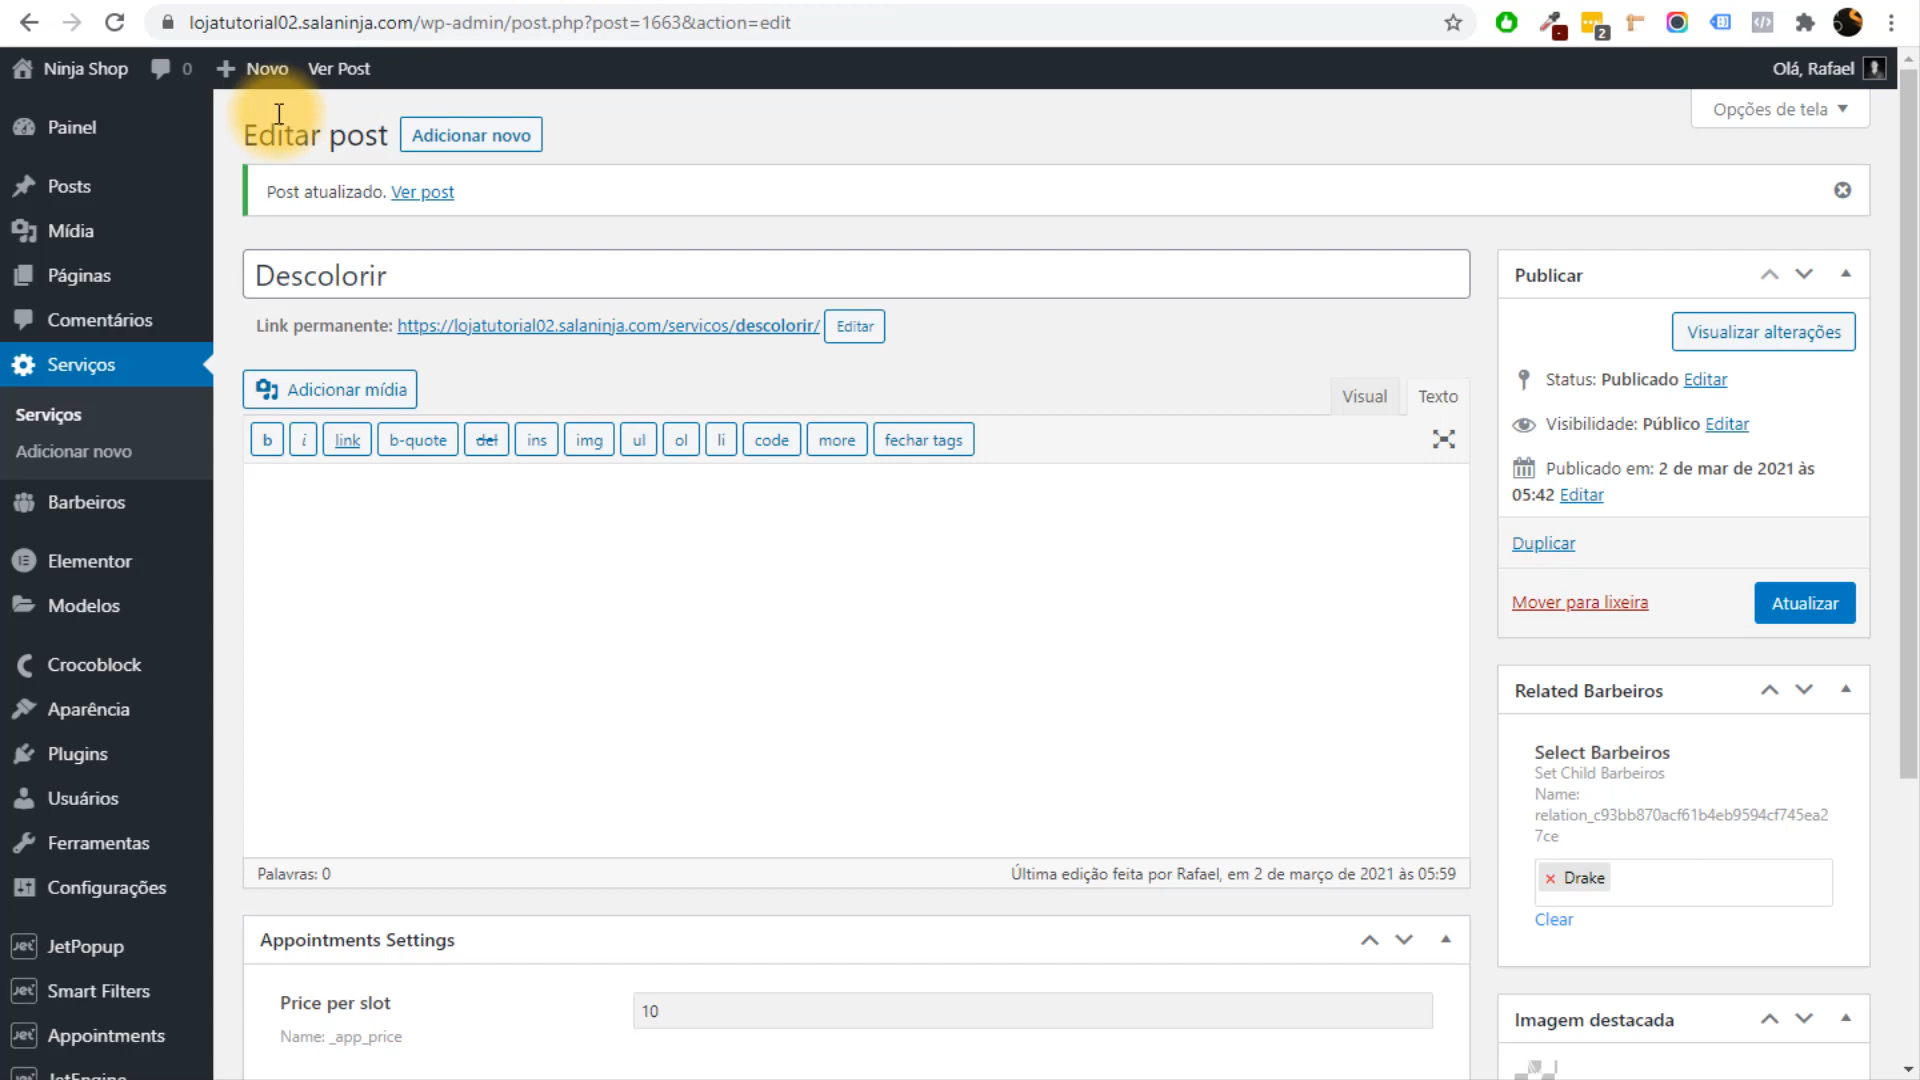 lojatutorial02.salaninja.com/wp-admin/post.php?post=1663&action=edit
2
Ninja Shop
0
Novo
Ver Post
Olá, Rafael
Painel
Posts
Mídia
Páginas
Comentários
Serviços
Serviços
Adicionar novo
Barbeiros
Elementor
Modelos
Crocoblock
Aparência
Plugins
Usuários
Ferramentas
Configurações
Jet JetPopup
Jet Smart Filters
Jet Appointments
JetEngine
Opções de tela
Editar post
Adicionar novo
Post atualizado. Ver post
Descolorir
Link permanente: https://lojatutorial02.salaninja.com/servicos/descolorir/ Editar
Adicionar mídia
Visual
Texto
b
i
link
b-quote
del
ins
img
ul
ol
li
code
more
fechar tags
Palavras: 0
Última edição feita por Rafael, em 2 de março de 2021 às 05:59
Appointments Settings
Price per slot
Name: _app_price
10
Publicar
Visualizar alterações
Status: Publicado Editar
Visibilidade: Público Editar
Publicado em: 2 de mar de 2021 às
05:42 Editar
Duplicar
Mover para lixeira
Atualizar
Related Barbeiros
Select Barbeiros
Set Child Barbeiros
Name:
relation_c93bb870acf61b4eb9594cf745ea2
7ce
× Drake
Clear
Imagem destacada